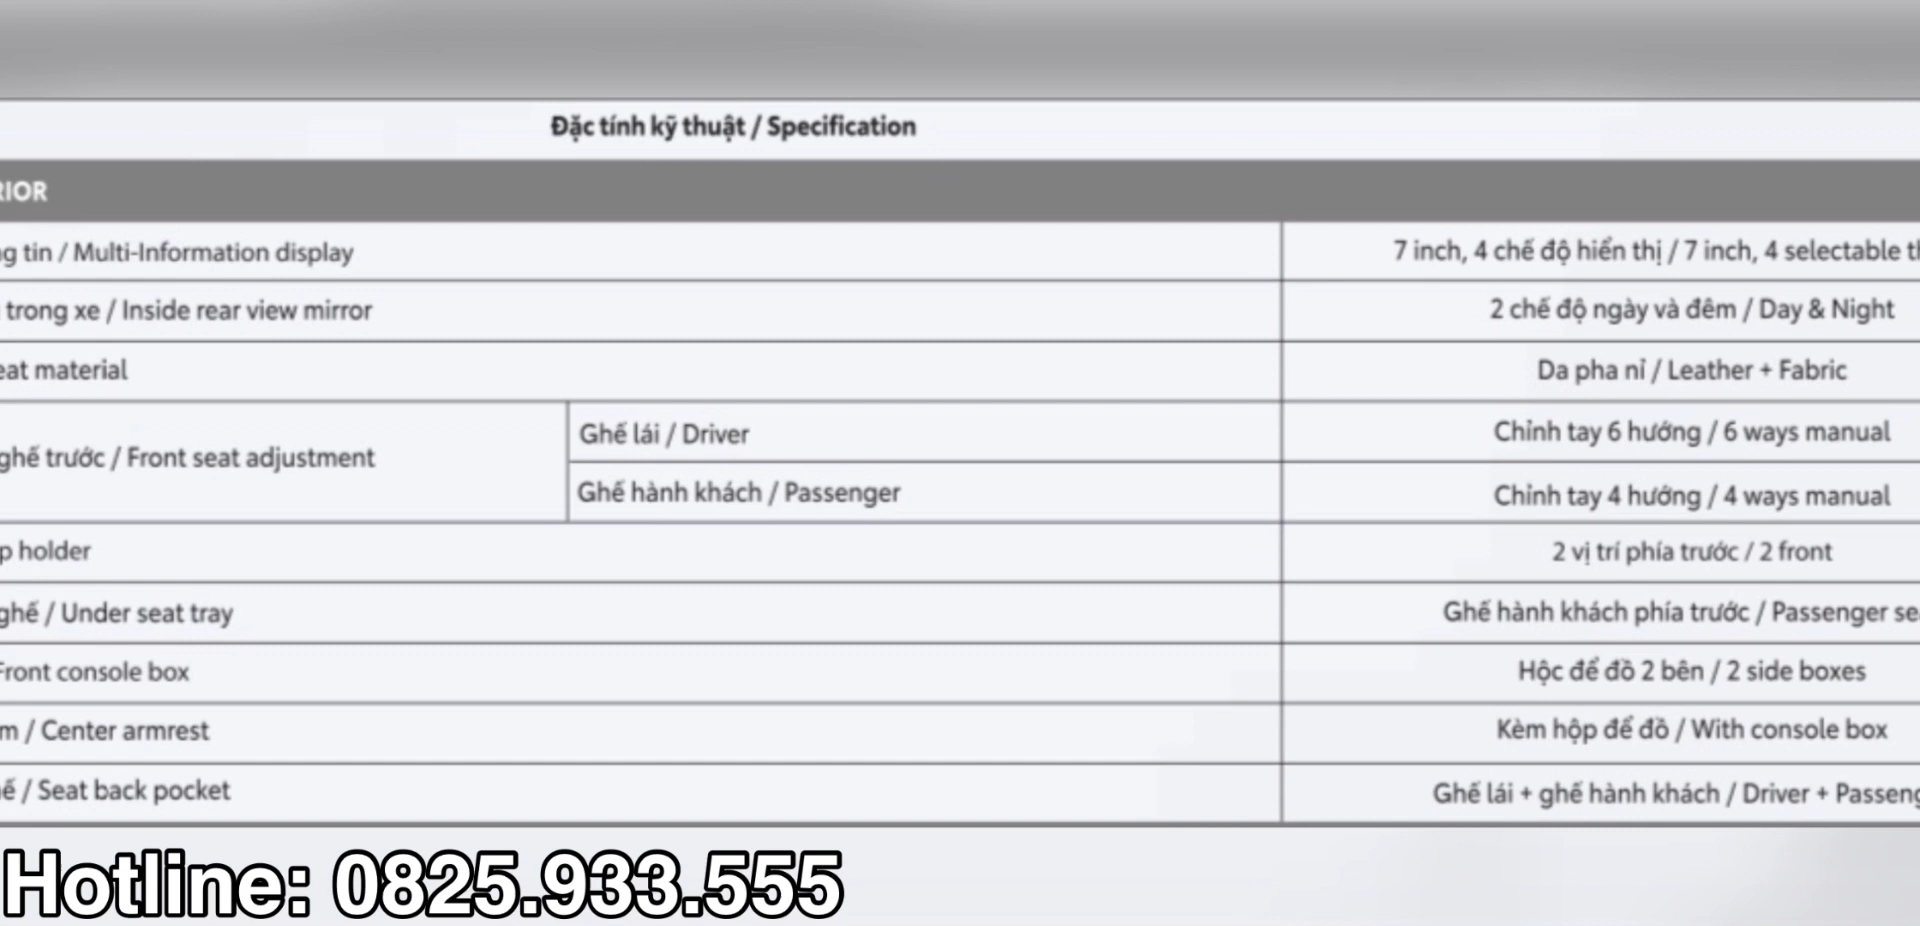 Đặc tính kỹ thuật / Specification
RIOR
ng tin / Multi-Information display
7 inch, 4 chế độ hiển thị / 7 inch, 4 selectable th
trong xe / Inside rear view mirror
2 chế độ ngày và đêm / Day & Night
eat material
Da pha nỉ / Leather + Fabric
ghế trước / Front seat adjustment
Ghế lái / Driver
Chỉnh tay 6 hướng / 6 ways manual
Ghế hành khách / Passenger
Chỉnh tay 4 hướng / 4 ways manual
p holder
2 vị trí phía trước / 2 front
ghế / Under seat tray
Ghế hành khách phía trước / Passenger sea
Front console box
Hộc để đồ 2 bên / 2 side boxes
m / Center armrest
Kèm hộp để đồ / With console box
ế / Seat back pocket
Ghế lái + ghế hành khách / Driver + Passeng
Hotline: 0825.933.555